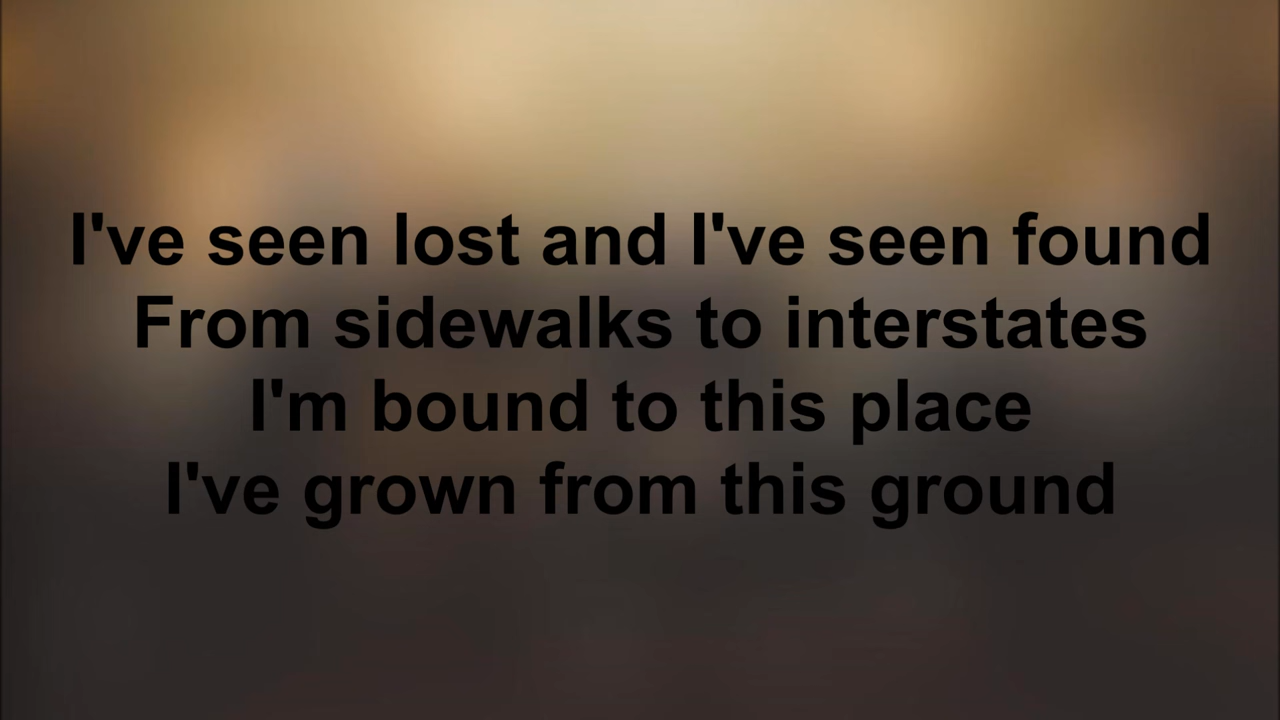 I've seen lost and I've seen found
From sidewalks to interstates
I'm bound to this place
I've grown from this ground